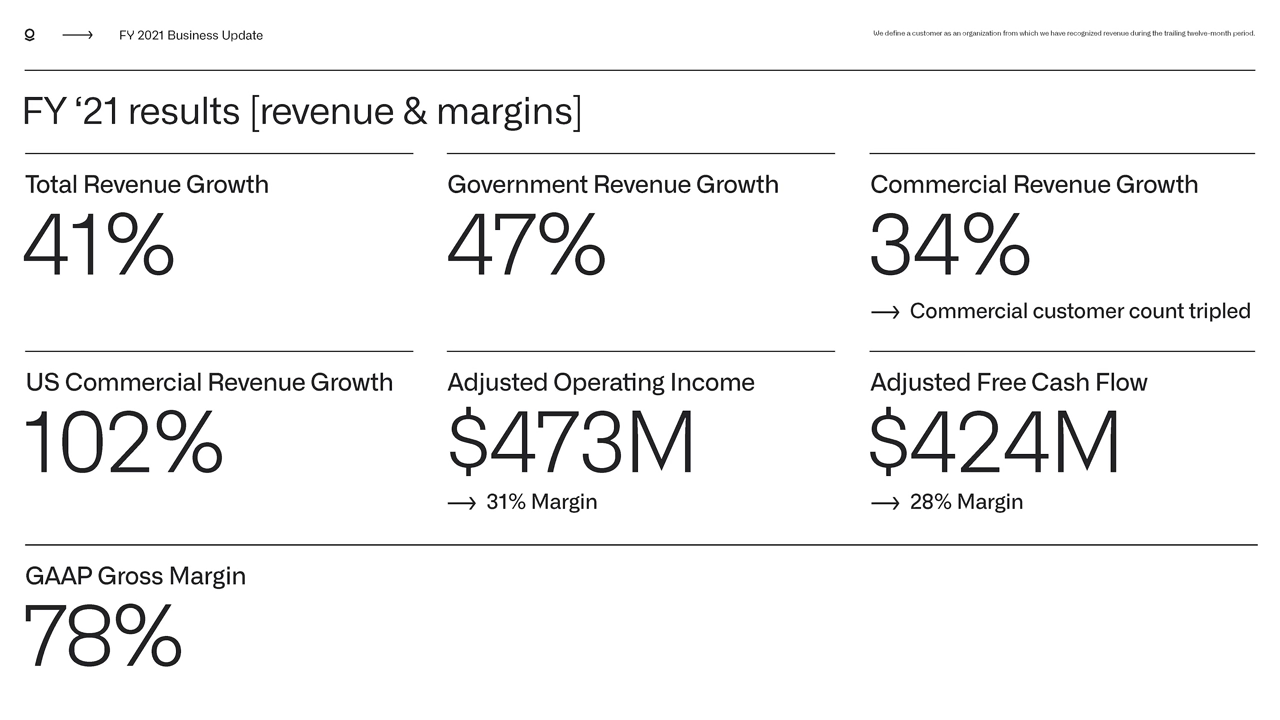 FY 2021 Business Update
We define a customer as an organization from which we have recognized revenue during the trailing twelve-month period.
FY ‘21 results [revenue & margins]
Total Revenue Growth
41%
Government Revenue Growth
47%
Commercial Revenue Growth
34%
→ Commercial customer count tripled
US Commercial Revenue Growth
102%
Adjusted Operating Income
$473M
→ 31% Margin
Adjusted Free Cash Flow
$424M
→ 28% Margin
GAAP Gross Margin
78%